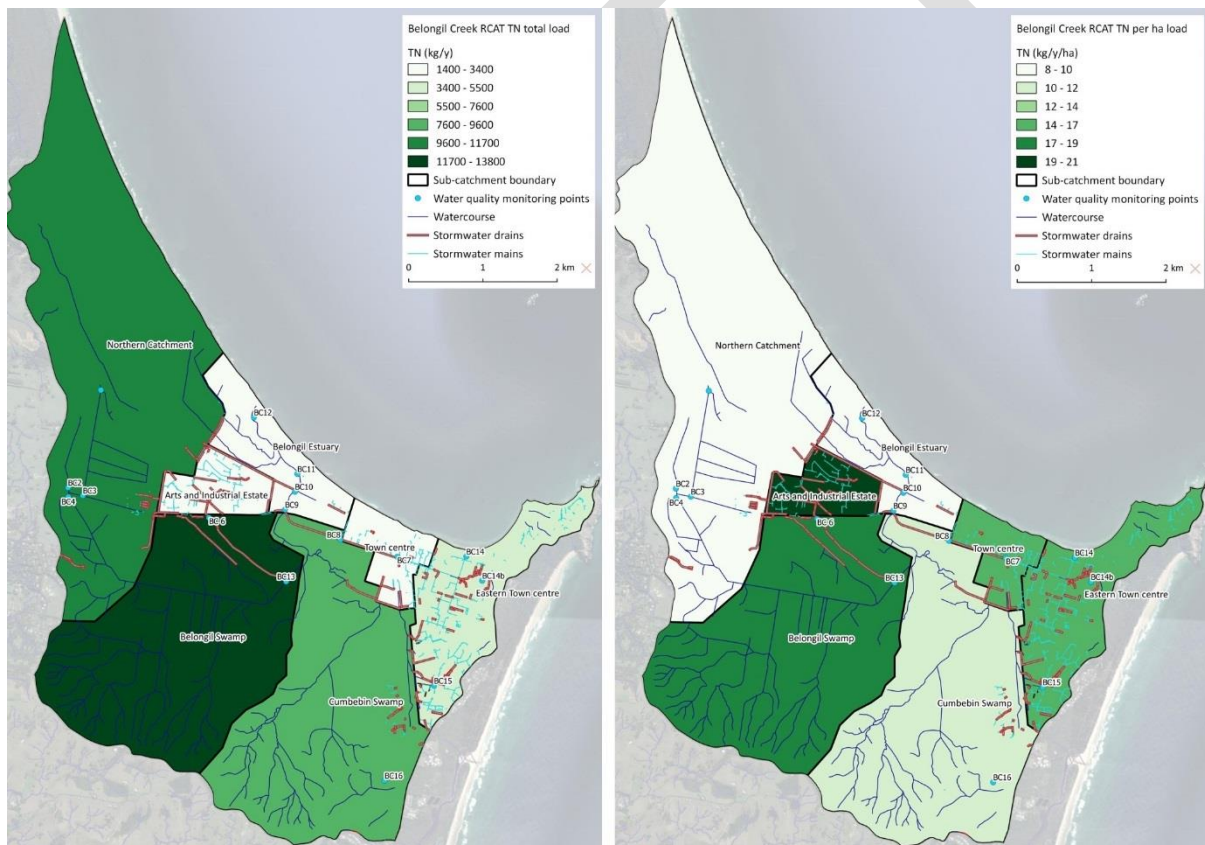 Belongil Creek RCAT TN total load
TN (kg/y)
1400 - 3400
3400 - 5500
5500 - 7600
7600 - 9600
9600 - 11700
11700 - 13800
Sub-catchment boundary
Water quality monitoring points
Watercourse
Stormwater drains
Stormwater mains
0 1 2 km
Northern Catchment
BC12
Belongil Estuary
BC11
BC2
BC3
BC10
BC4
Arts and Industrial Estate
BC9
BC 6
BC8
Town centre
BC7
BC14
BC13
BC14b
Eastern Town centre
Belongil Swamp
BC15
Cumbebin Swamp
BC16
Belongil Creek RCAT TN per ha load
TN (kg/y/ha)
8 - 10
10 - 12
12 - 14
14 - 17
17 - 19
19 - 21
Sub-catchment boundary
Water quality monitoring points
Watercourse
Stormwater drains
Stormwater mains
0 1 2 km
Northern Catchment
BC12
Belongil Estuary
BC11
BC2
BC3
BC10
BC4
Arts and Industrial Estate
BC9
BC 6
BC8
Town centre
BC7
BC14
BC13
BC14b
Eastern Town centre
Belongil Swamp
BC15
Cumbebin Swamp
BC16